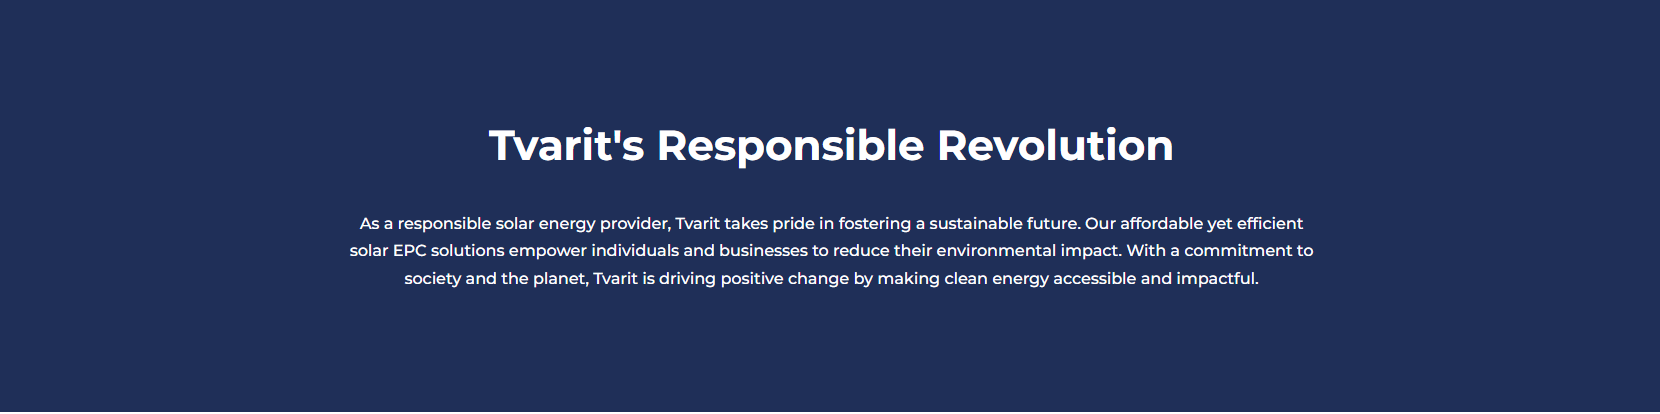 Tvarit's Responsible Revolution
As a responsible solar energy provider, Tvarit takes pride in fostering a sustainable future. Our affordable yet efficient
solar EPC solutions empower individuals and businesses to reduce their environmental impact. With a commitment to
society and the planet, Tvarit is driving positive change by making clean energy accessible and impactful.